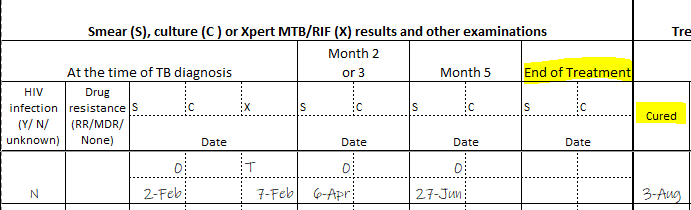 Smear (S), culture (C ) or Xpert MTB/RIF (X) results and other examinations
Tre
At the time of TB diagnosis
Month 2
or 3
Month 5
End of Treatment
HIV
infection
(Y/ N/
unknown)
Drug
resistance
(RR/MDR/
None)
S C X S C S C S C
Cured
Date Date Date Date
0 T 0 0
N 2-Feb 7-Feb 6-Apr 27-Jun 3-Aug